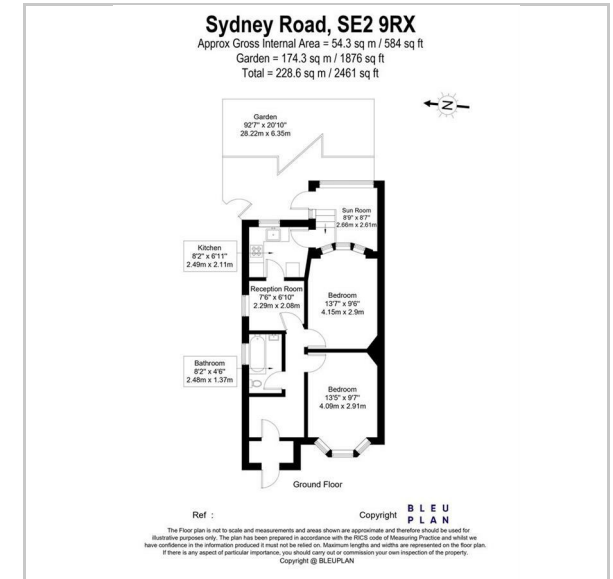 Sydney Road, SE2 9RX
Approx Gross Internal Area = 54.3 sq m / 584 sq ft
Garden = 174.3 sq m / 1876 sq ft
Total = 228.6 sq m / 2461 sq ft
N
Garden
92'7" x 20'10"
28.22m x 6.35m
Sun Room
8'9" x 8'7"
2.66m x 2.61m
Kitchen
8'2" x 6'11"
2.49m x 2.11m
Reception Room
7'6" x 6'10"
2.29m x 2.08m
Bedroom
13'7" x 9'6"
4.15m x 2.9m
Bathroom
8'2" x 4'6"
2.48m x 1.37m
Bedroom
13'5" x 9'7"
4.09m x 2.91m
Ground Floor
Ref :
Copyright
BLEU
PLAN
The Floor plan is not to scale and measurements and areas shown are approximate and therefore should be used for
illustrative purposes only. The plan has been prepared in accordance with the RICS code of Measuring Practice and whilst we
have confidence in the information produced it must not be relied on. Maximum lengths and widths are represented on the floor plan.
If there is any aspect of particular importance, you should carry out or commission your own inspection of the property.
Copyright @ BLEUPLAN